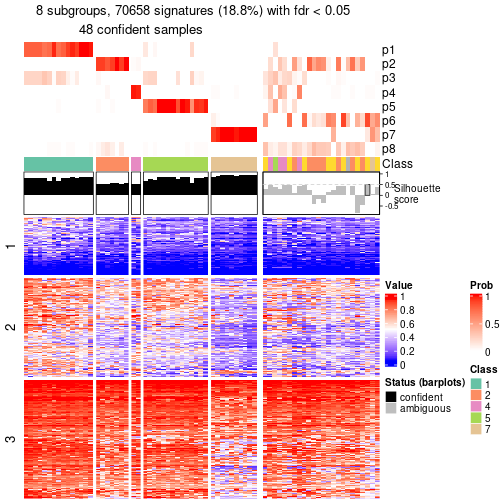 8 subgroups, 70658 signatures (18.8%) with fdr < 0.05
48 confident samples
p1
p2
p3
p4
p5
p6
p7
p8
Class
1
0.5
0
-0.5
Silhouette
score
1
2
3
Value
1
0.8
0.6
0.4
0.2
0
Status (barplots)
confident
ambiguous
Prob
1
0.5
0
Class
1
2
4
5
7